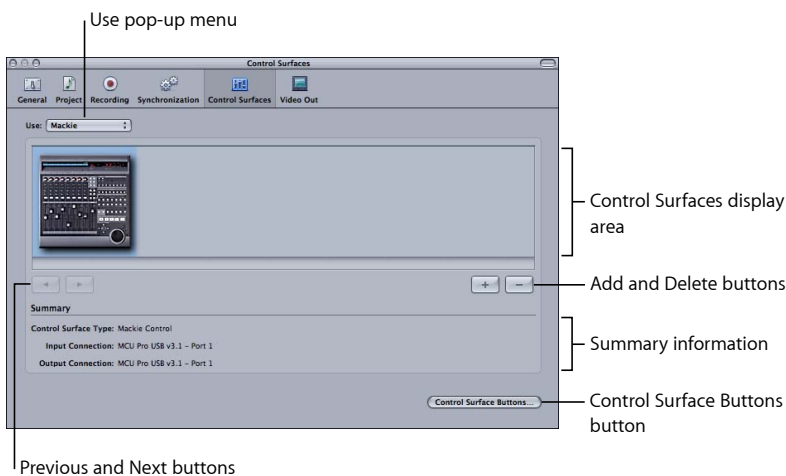 Use pop-up menu
Control Surfaces
General Project Recording Synchronization Control Surfaces Video Out
Use: Mackie
Control Surfaces display
area
+ −
Add and Delete buttons
Summary
Control Surface Type: Mackie Control
Input Connection: MCU Pro USB v3.1 – Port 1
Output Connection: MCU Pro USB v3.1 – Port 1
Summary information
Control Surface Buttons...
Control Surface Buttons
button
Previous and Next buttons